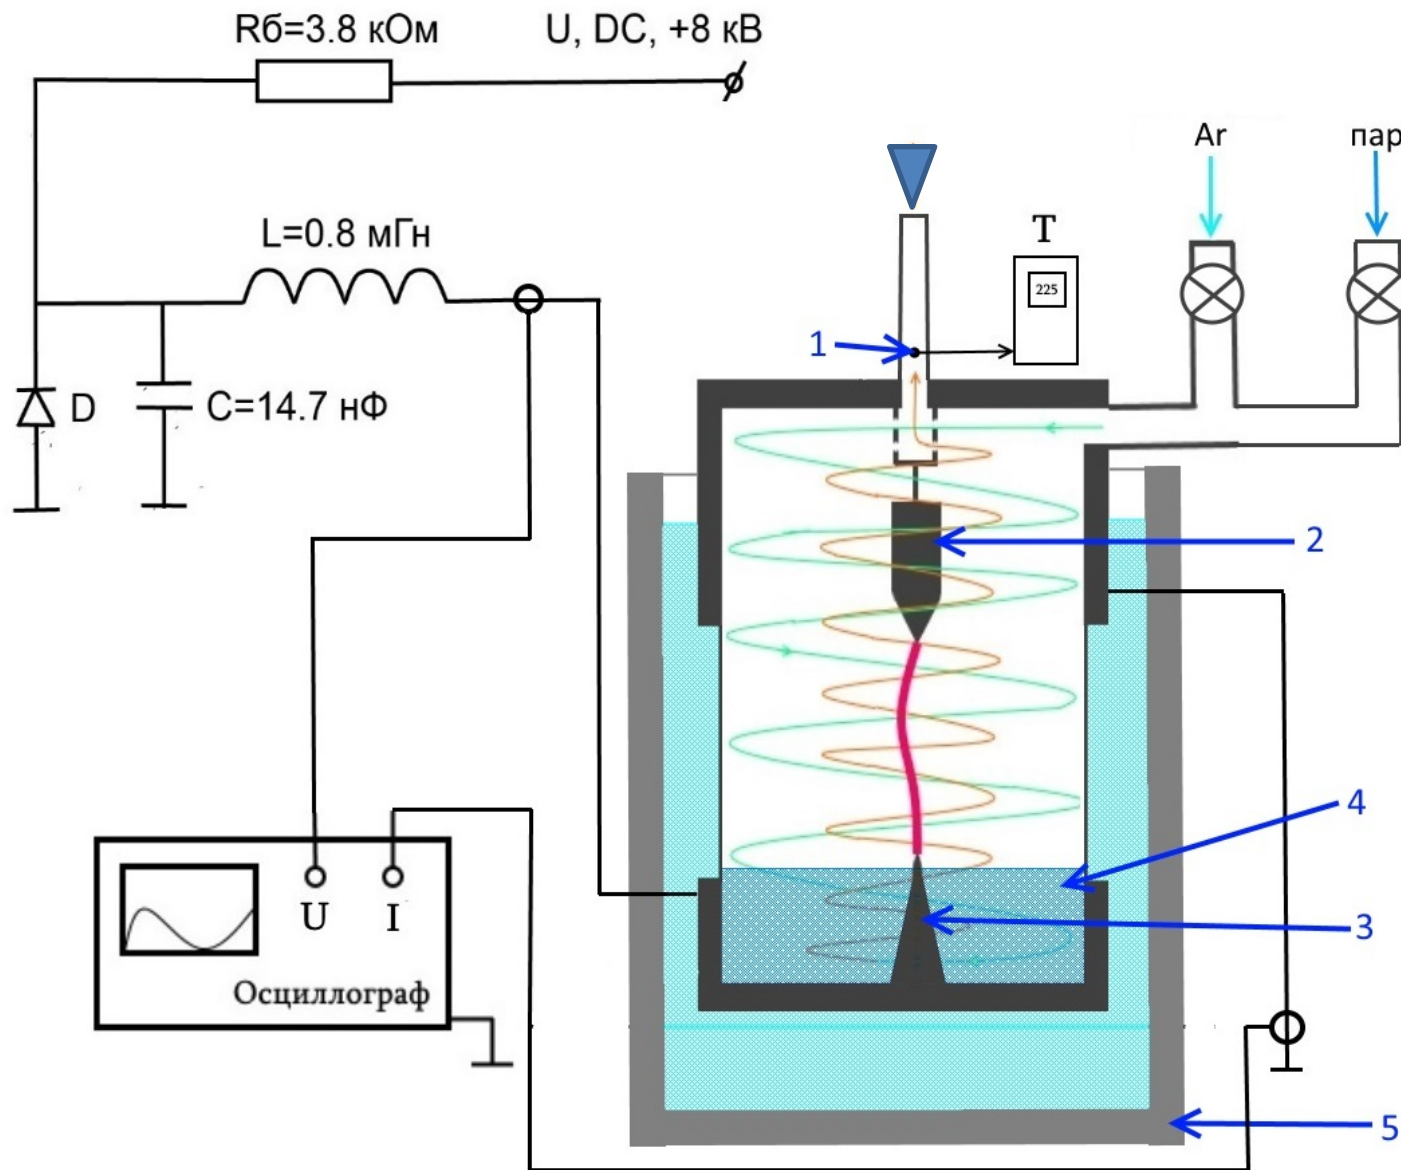 Rб=3.8 кОм
U, DC, +8 кВ
Ar
пар
L=0.8 мГн
T
225
1
D
C=14.7 нФ
2
4
3
U
I
Осциллограф
5